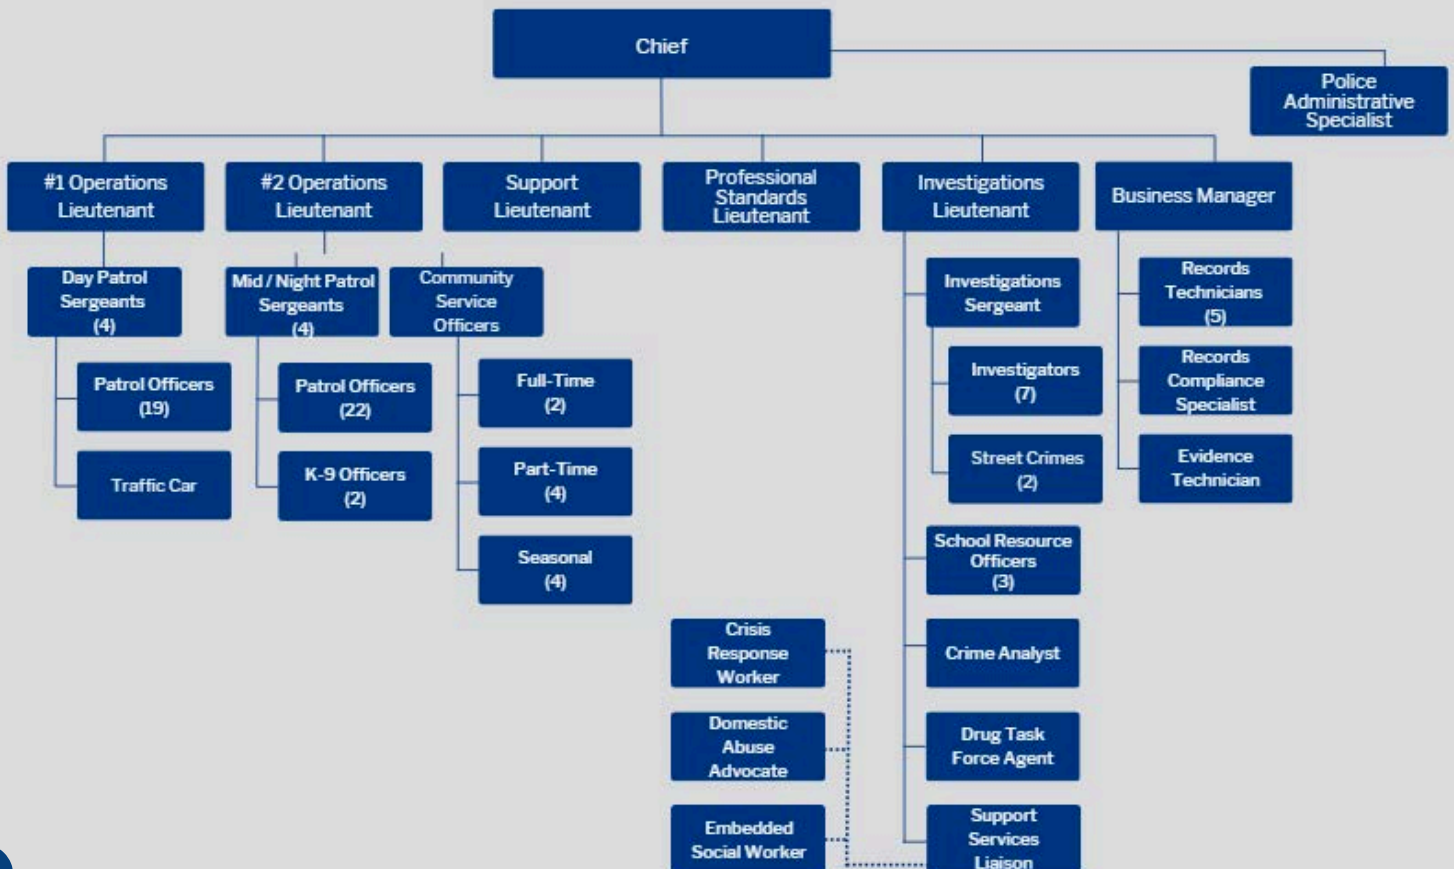 Chief
Police
Administrative
Specialist
#1 Operations
Lieutenant
#2 Operations
Lieutenant
Support
Lieutenant
Professional
Standards
Lieutenant
Investigations
Lieutenant
Business Manager
Day Patrol
Sergeants
(4)
Mid / Night Patrol
Sergeants
(4)
Community
Service
Officers
Investigations
Sergeant
Records
Technicians
(5)
Patrol Officers
(19)
Patrol Officers
(22)
Full-Time
(2)
Investigators
(7)
Records
Compliance
Specialist
Traffic Car
K-9 Officers
(2)
Part-Time
(4)
Street Crimes
(2)
Evidence
Technician
Seasonal
(4)
School Resource
Officers
(3)
Crisis
Response
Worker
Crime Analyst
Domestic
Abuse
Advocate
Drug Task
Force Agent
Embedded
Social Worker
Support
Services
Liaison